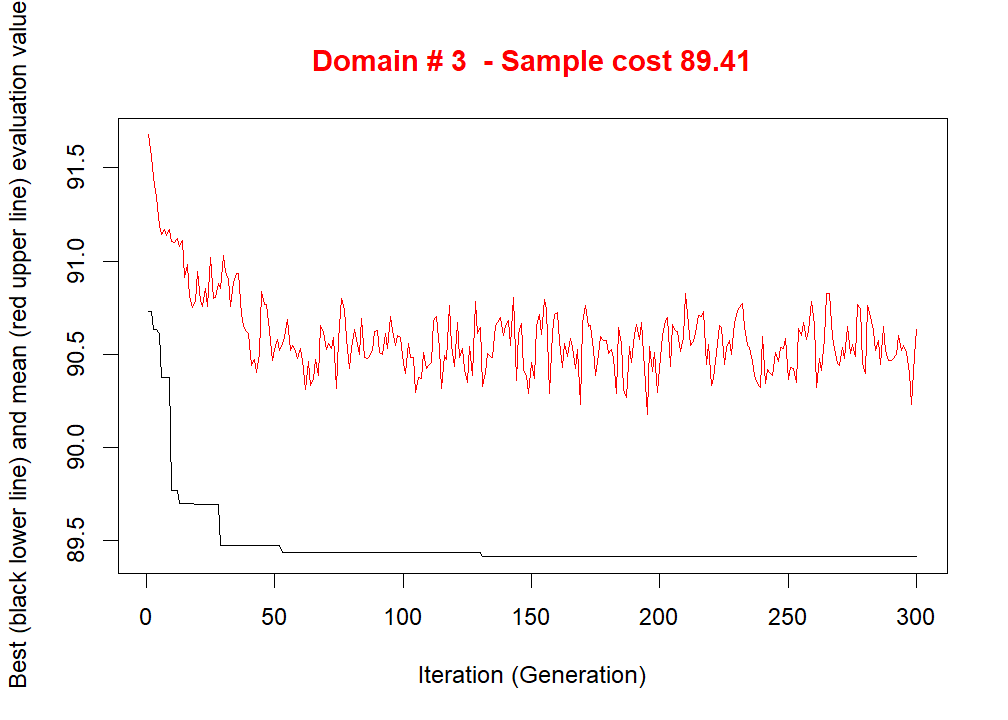 Domain # 3  - Sample cost 89.41
Best (black lower line) and mean (red upper line) evaluation value
91.5
91.0
90.5
90.0
89.5
0 50 100 150 200 250 300
Iteration (Generation)